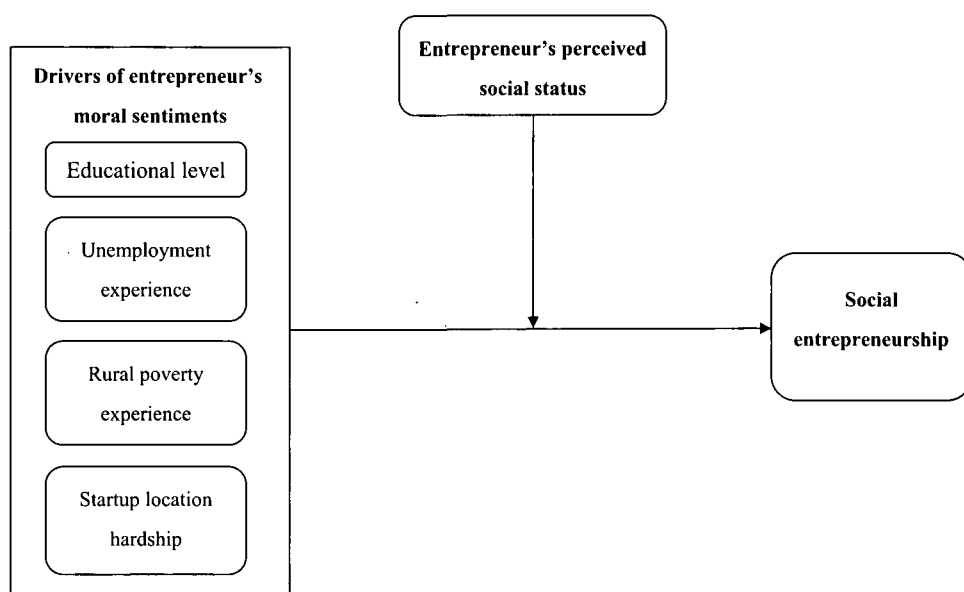 Entrepreneur's perceived
social status
Drivers of entrepreneur's
moral sentiments
Educational level
Unemployment
experience
Rural poverty
experience
Startup location
hardship
Social
entrepreneurship